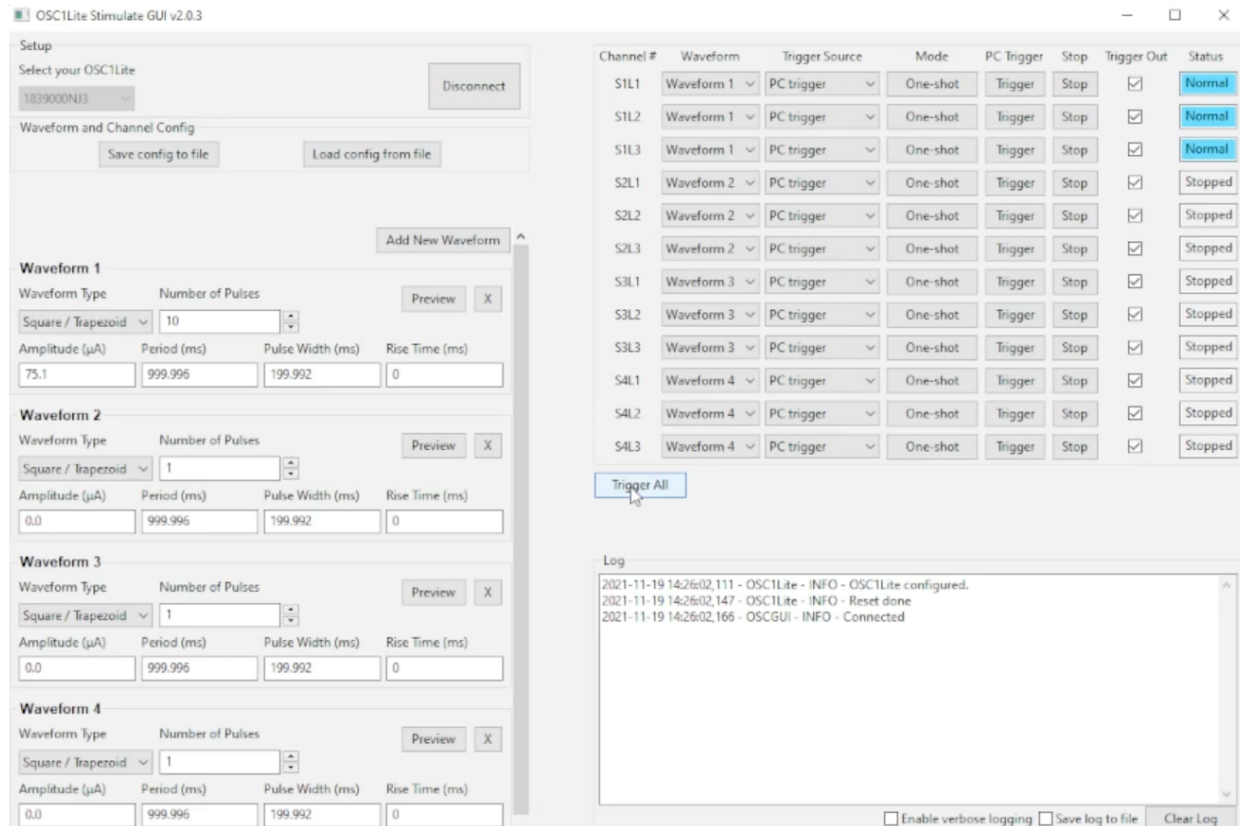 OSC1Lite Stimulate GUI v2.0.3
Setup
Select your OSC1Lite
1839000NJ3
Disconnect
Waveform and Channel Config
Save config to file Load config from file
Add New Waveform
Waveform 1
Waveform Type Number of Pulses
Preview X
Square / Trapezoid 10
Amplitude (µA) Period (ms) Pulse Width (ms) Rise Time (ms)
75.1 999.996 199.992 0
Waveform 2
Waveform Type Number of Pulses
Preview X
Square / Trapezoid 1
Amplitude (µA) Period (ms) Pulse Width (ms) Rise Time (ms)
0.0 999.996 199.992 0
Waveform 3
Waveform Type Number of Pulses
Preview X
Square / Trapezoid 1
Amplitude (µA) Period (ms) Pulse Width (ms) Rise Time (ms)
0.0 999.996 199.992 0
Waveform 4
Waveform Type Number of Pulses
Preview X
Square / Trapezoid 1
Amplitude (µA) Period (ms) Pulse Width (ms) Rise Time (ms)
0.0 999.996 199.992 0
Channel # Waveform Trigger Source Mode PC Trigger Stop Trigger Out Status
S1L1 Waveform 1 PC trigger One-shot Trigger Stop Normal
S1L2 Waveform 1 PC trigger One-shot Trigger Stop Normal
S1L3 Waveform 1 PC trigger One-shot Trigger Stop Normal
S2L1 Waveform 2 PC trigger One-shot Trigger Stop Stopped
S2L2 Waveform 2 PC trigger One-shot Trigger Stop Stopped
S2L3 Waveform 2 PC trigger One-shot Trigger Stop Stopped
S3L1 Waveform 3 PC trigger One-shot Trigger Stop Stopped
S3L2 Waveform 3 PC trigger One-shot Trigger Stop Stopped
S3L3 Waveform 3 PC trigger One-shot Trigger Stop Stopped
S4L1 Waveform 4 PC trigger One-shot Trigger Stop Stopped
S4L2 Waveform 4 PC trigger One-shot Trigger Stop Stopped
S4L3 Waveform 4 PC trigger One-shot Trigger Stop Stopped
Trigger All
Log
2021-11-19 14:26:02,111 - OSC1Lite - INFO - OSC1Lite configured.
2021-11-19 14:26:02,147 - OSC1Lite - INFO - Reset done
2021-11-19 14:26:02,166 - OSCGUI - INFO - Connected
Enable verbose logging Save log to file Clear Log